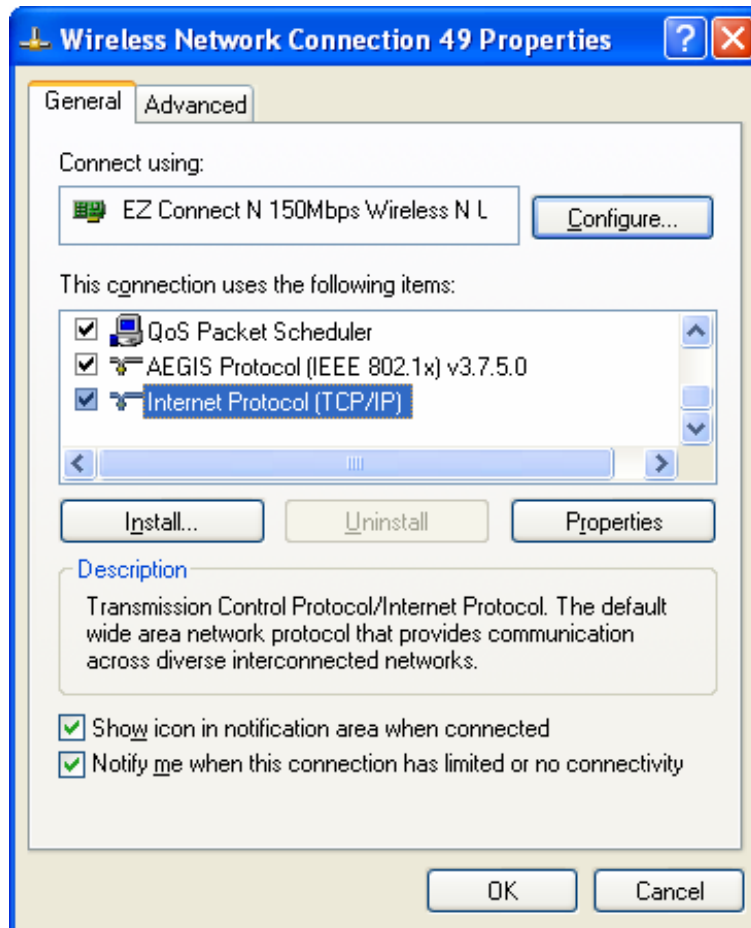 Wireless Network Connection 49 Properties
General
Advanced
Connect using:
EZ Connect N 150Mbps Wireless N U
Configure...
This connection uses the following items:
QoS Packet Scheduler
AEGIS Protocol (IEEE 802.1x) v3.7.5.0
Internet Protocol (TCP/IP)
Install...
Uninstall
Properties
Description
Transmission Control Protocol/Internet Protocol. The default
wide area network protocol that provides communication
across diverse interconnected networks.
Show icon in notification area when connected
Notify me when this connection has limited or no connectivity
OK
Cancel